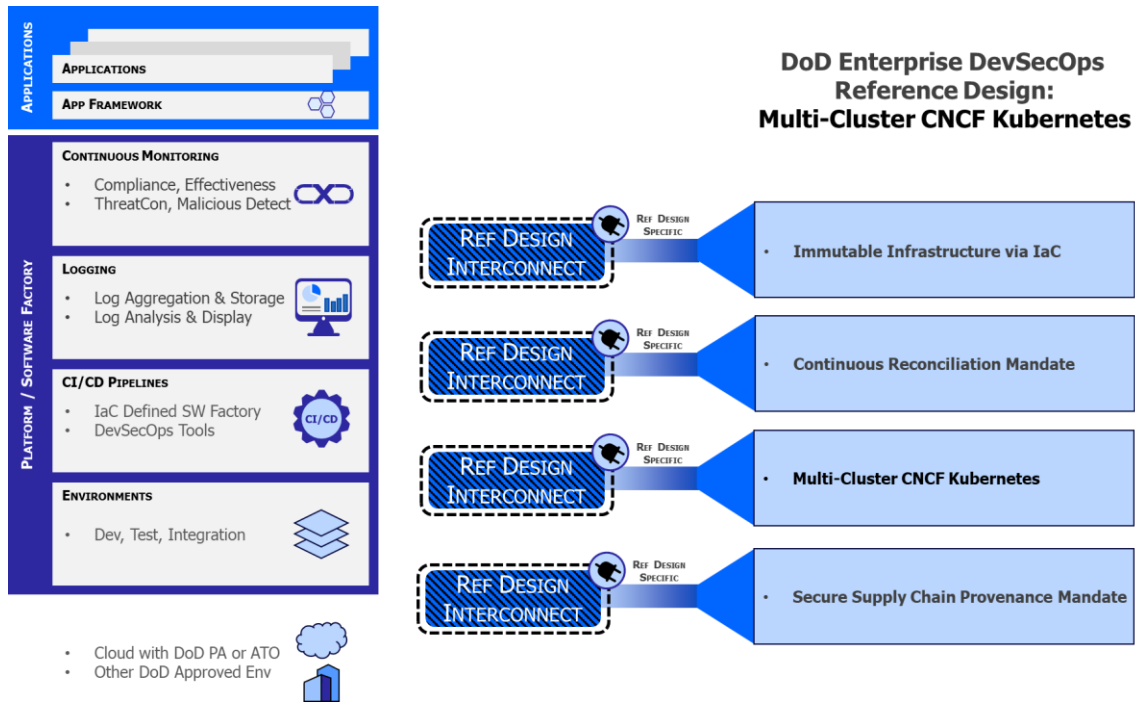 APPLICATIONS
APPLICATIONS
APP FRAMEWORK
PLATFORM / SOFTWARE FACTORY
CONTINUOUS MONITORING
• Compliance, Effectiveness
• ThreatCon, Malicious Detect
LOGGING
• Log Aggregation & Storage
• Log Analysis & Display
CI/CD PIPELINES
• IaC Defined SW Factory
• DevSecOps Tools
CI/CD
ENVIRONMENTS
• Dev, Test, Integration
• Cloud with DoD PA or ATO
• Other DoD Approved Env
DoD Enterprise DevSecOps
Reference Design:
Multi-Cluster CNCF Kubernetes
REF DESIGN
INTERCONNECT
REF DESIGN
SPECIFIC
• Immutable Infrastructure via IaC
REF DESIGN
INTERCONNECT
REF DESIGN
SPECIFIC
• Continuous Reconciliation Mandate
REF DESIGN
INTERCONNECT
REF DESIGN
SPECIFIC
• Multi-Cluster CNCF Kubernetes
REF DESIGN
INTERCONNECT
REF DESIGN
SPECIFIC
• Secure Supply Chain Provenance Mandate